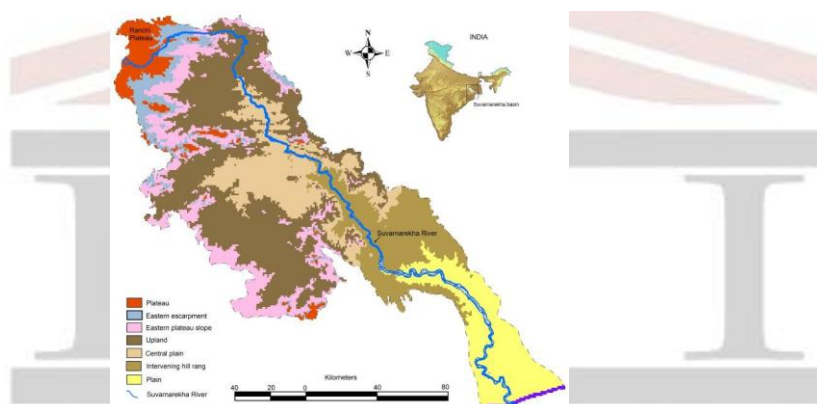 Ranchi
Plateau
N
W
E
S
INDIA
Suvarnarekha basin
Suvarnarekha River
Plateau
Eastern escarpment
Eastern plateau slope
Upland
Central plain
Intervening hill rang
Plain
Suvarnarekha River
Kilometers
40 20 0 40 80